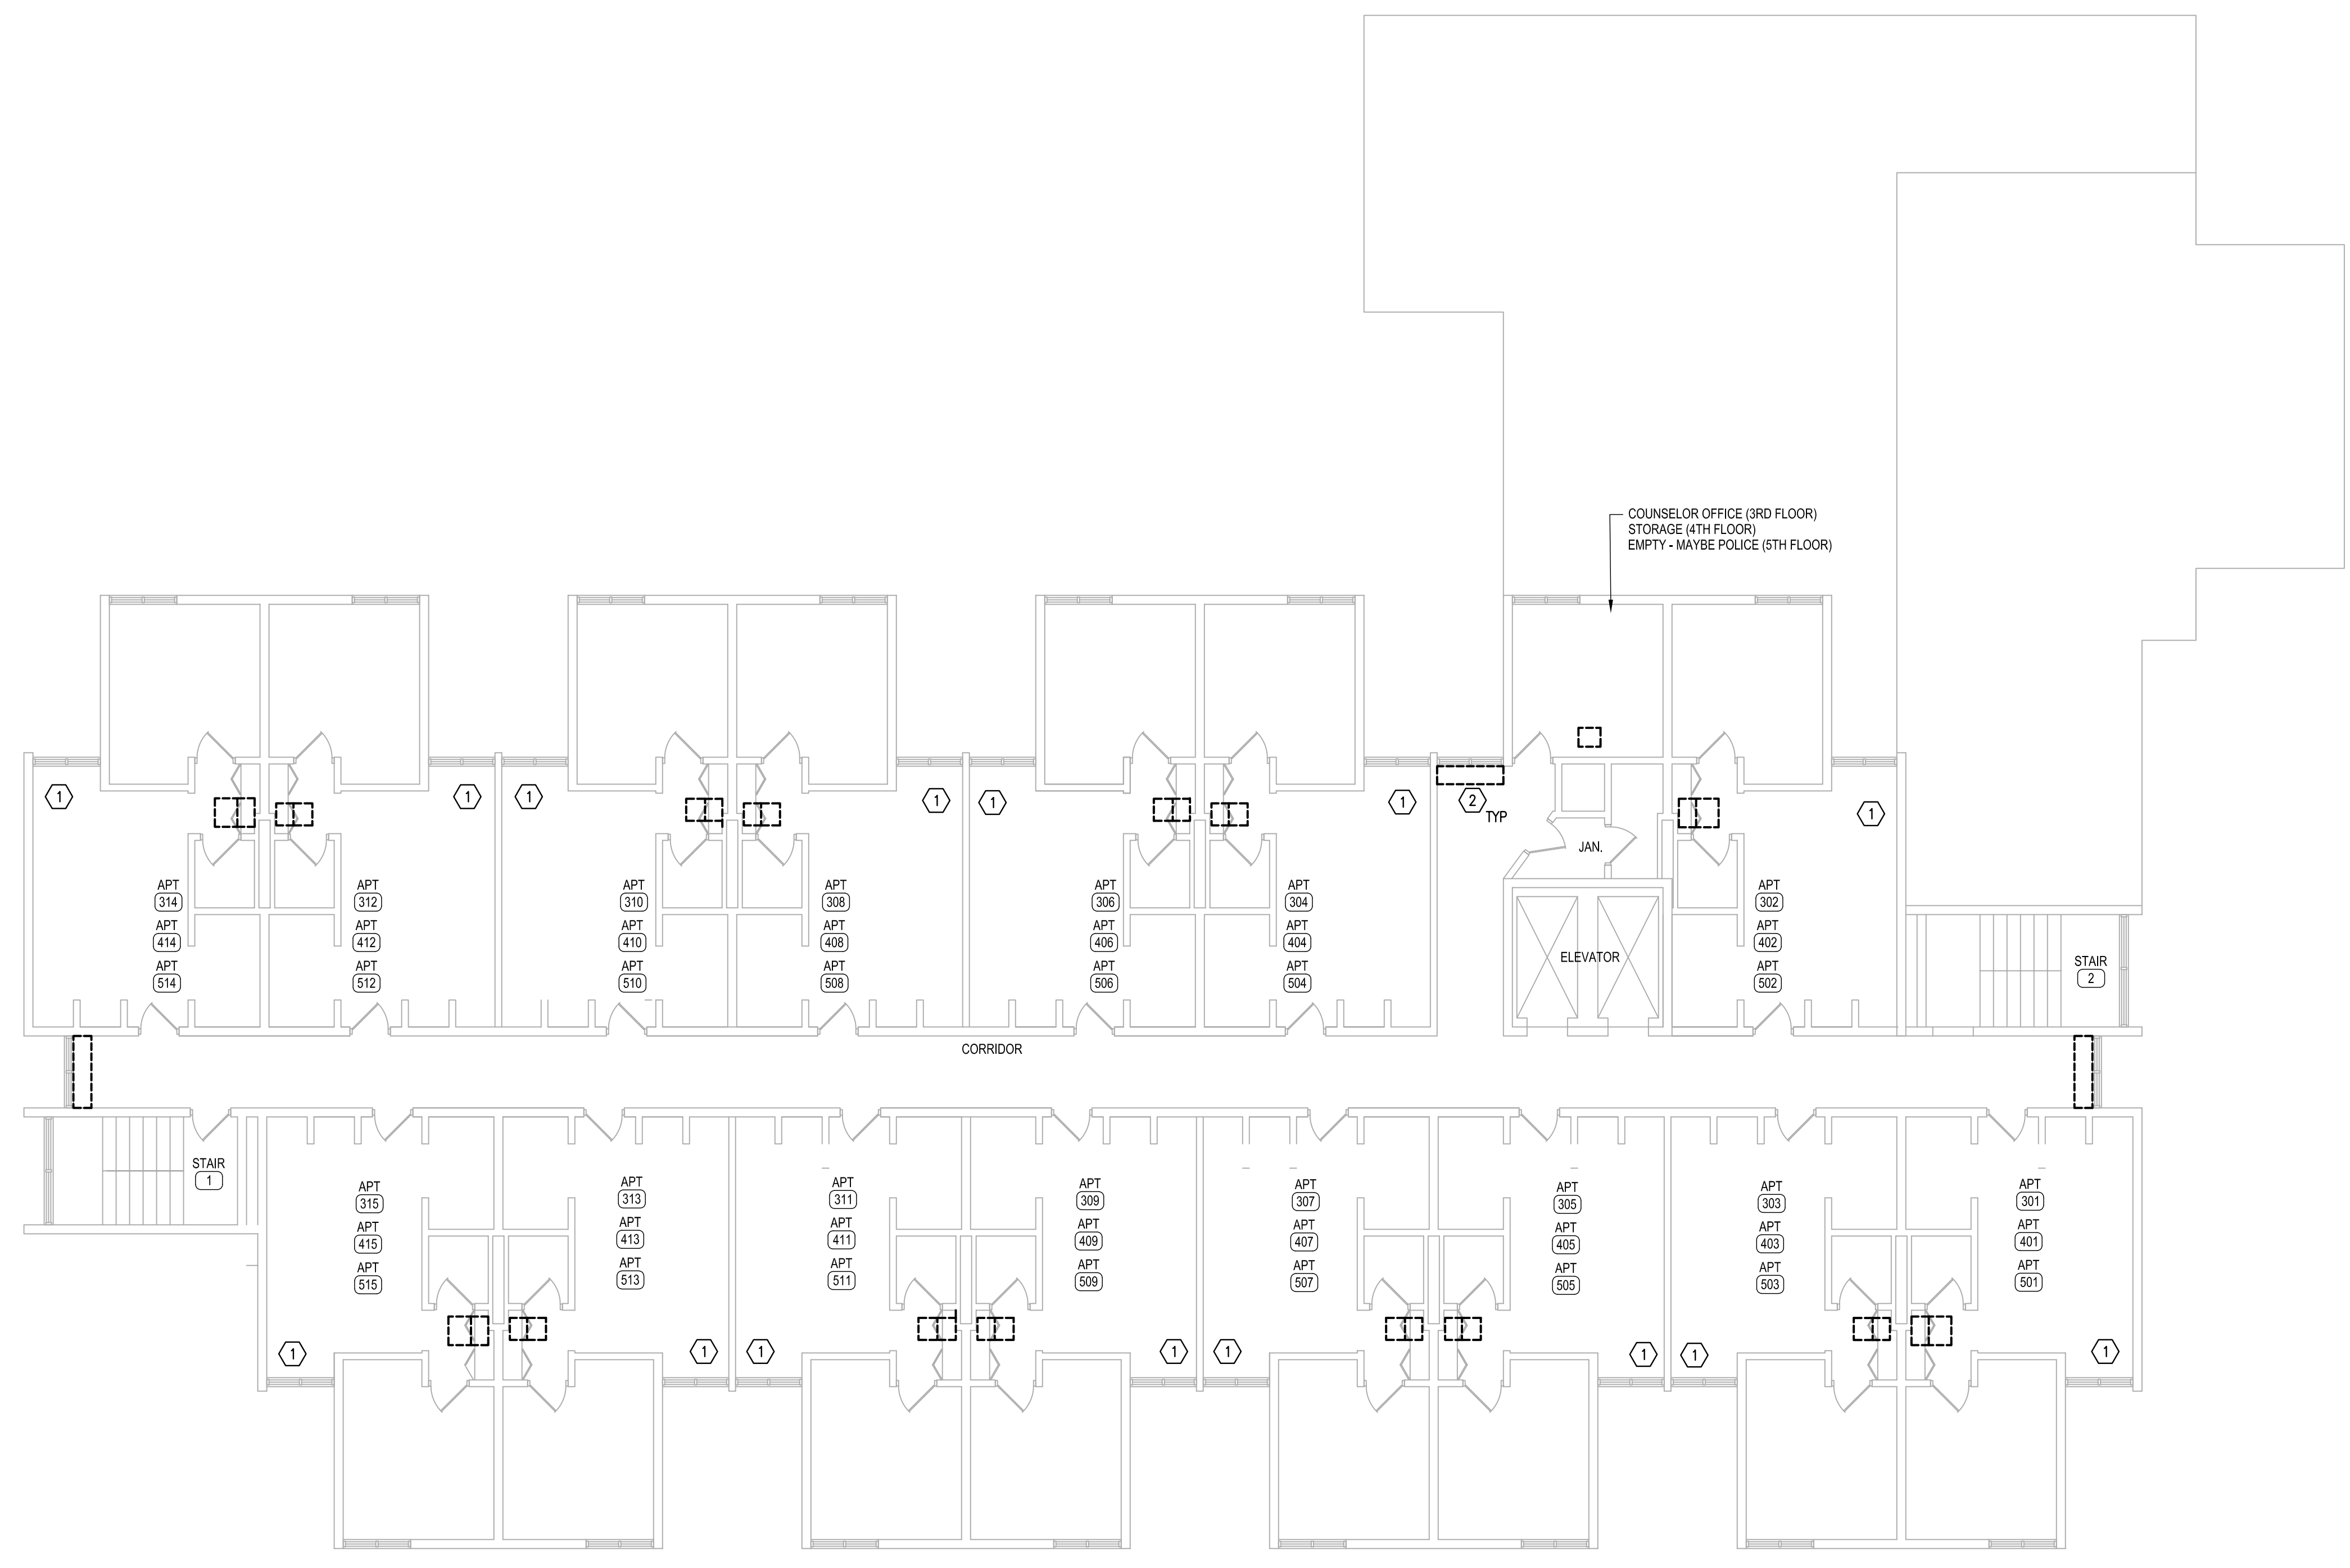 COUNSELOR OFFICE (3RD FLOOR)
STORAGE (4TH FLOOR)
EMPTY - MAYBE POLICE (5TH FLOOR)
1
1
1
1
1
1
2
TYP
1
JAN.
APT
314
APT
414
APT
514
APT
312
APT
412
APT
512
APT
310
APT
410
APT
510
APT
308
APT
408
APT
508
APT
306
APT
406
APT
506
APT
304
APT
404
APT
504
ELEVATOR
APT
302
APT
402
APT
502
STAIR
2
CORRIDOR
STAIR
1
APT
315
APT
415
APT
515
APT
313
APT
413
APT
513
APT
311
APT
411
APT
511
APT
309
APT
409
APT
509
APT
307
APT
407
APT
507
APT
305
APT
405
APT
505
APT
303
APT
403
APT
503
APT
301
APT
401
APT
501
1
1
1
1
1
1
1
1